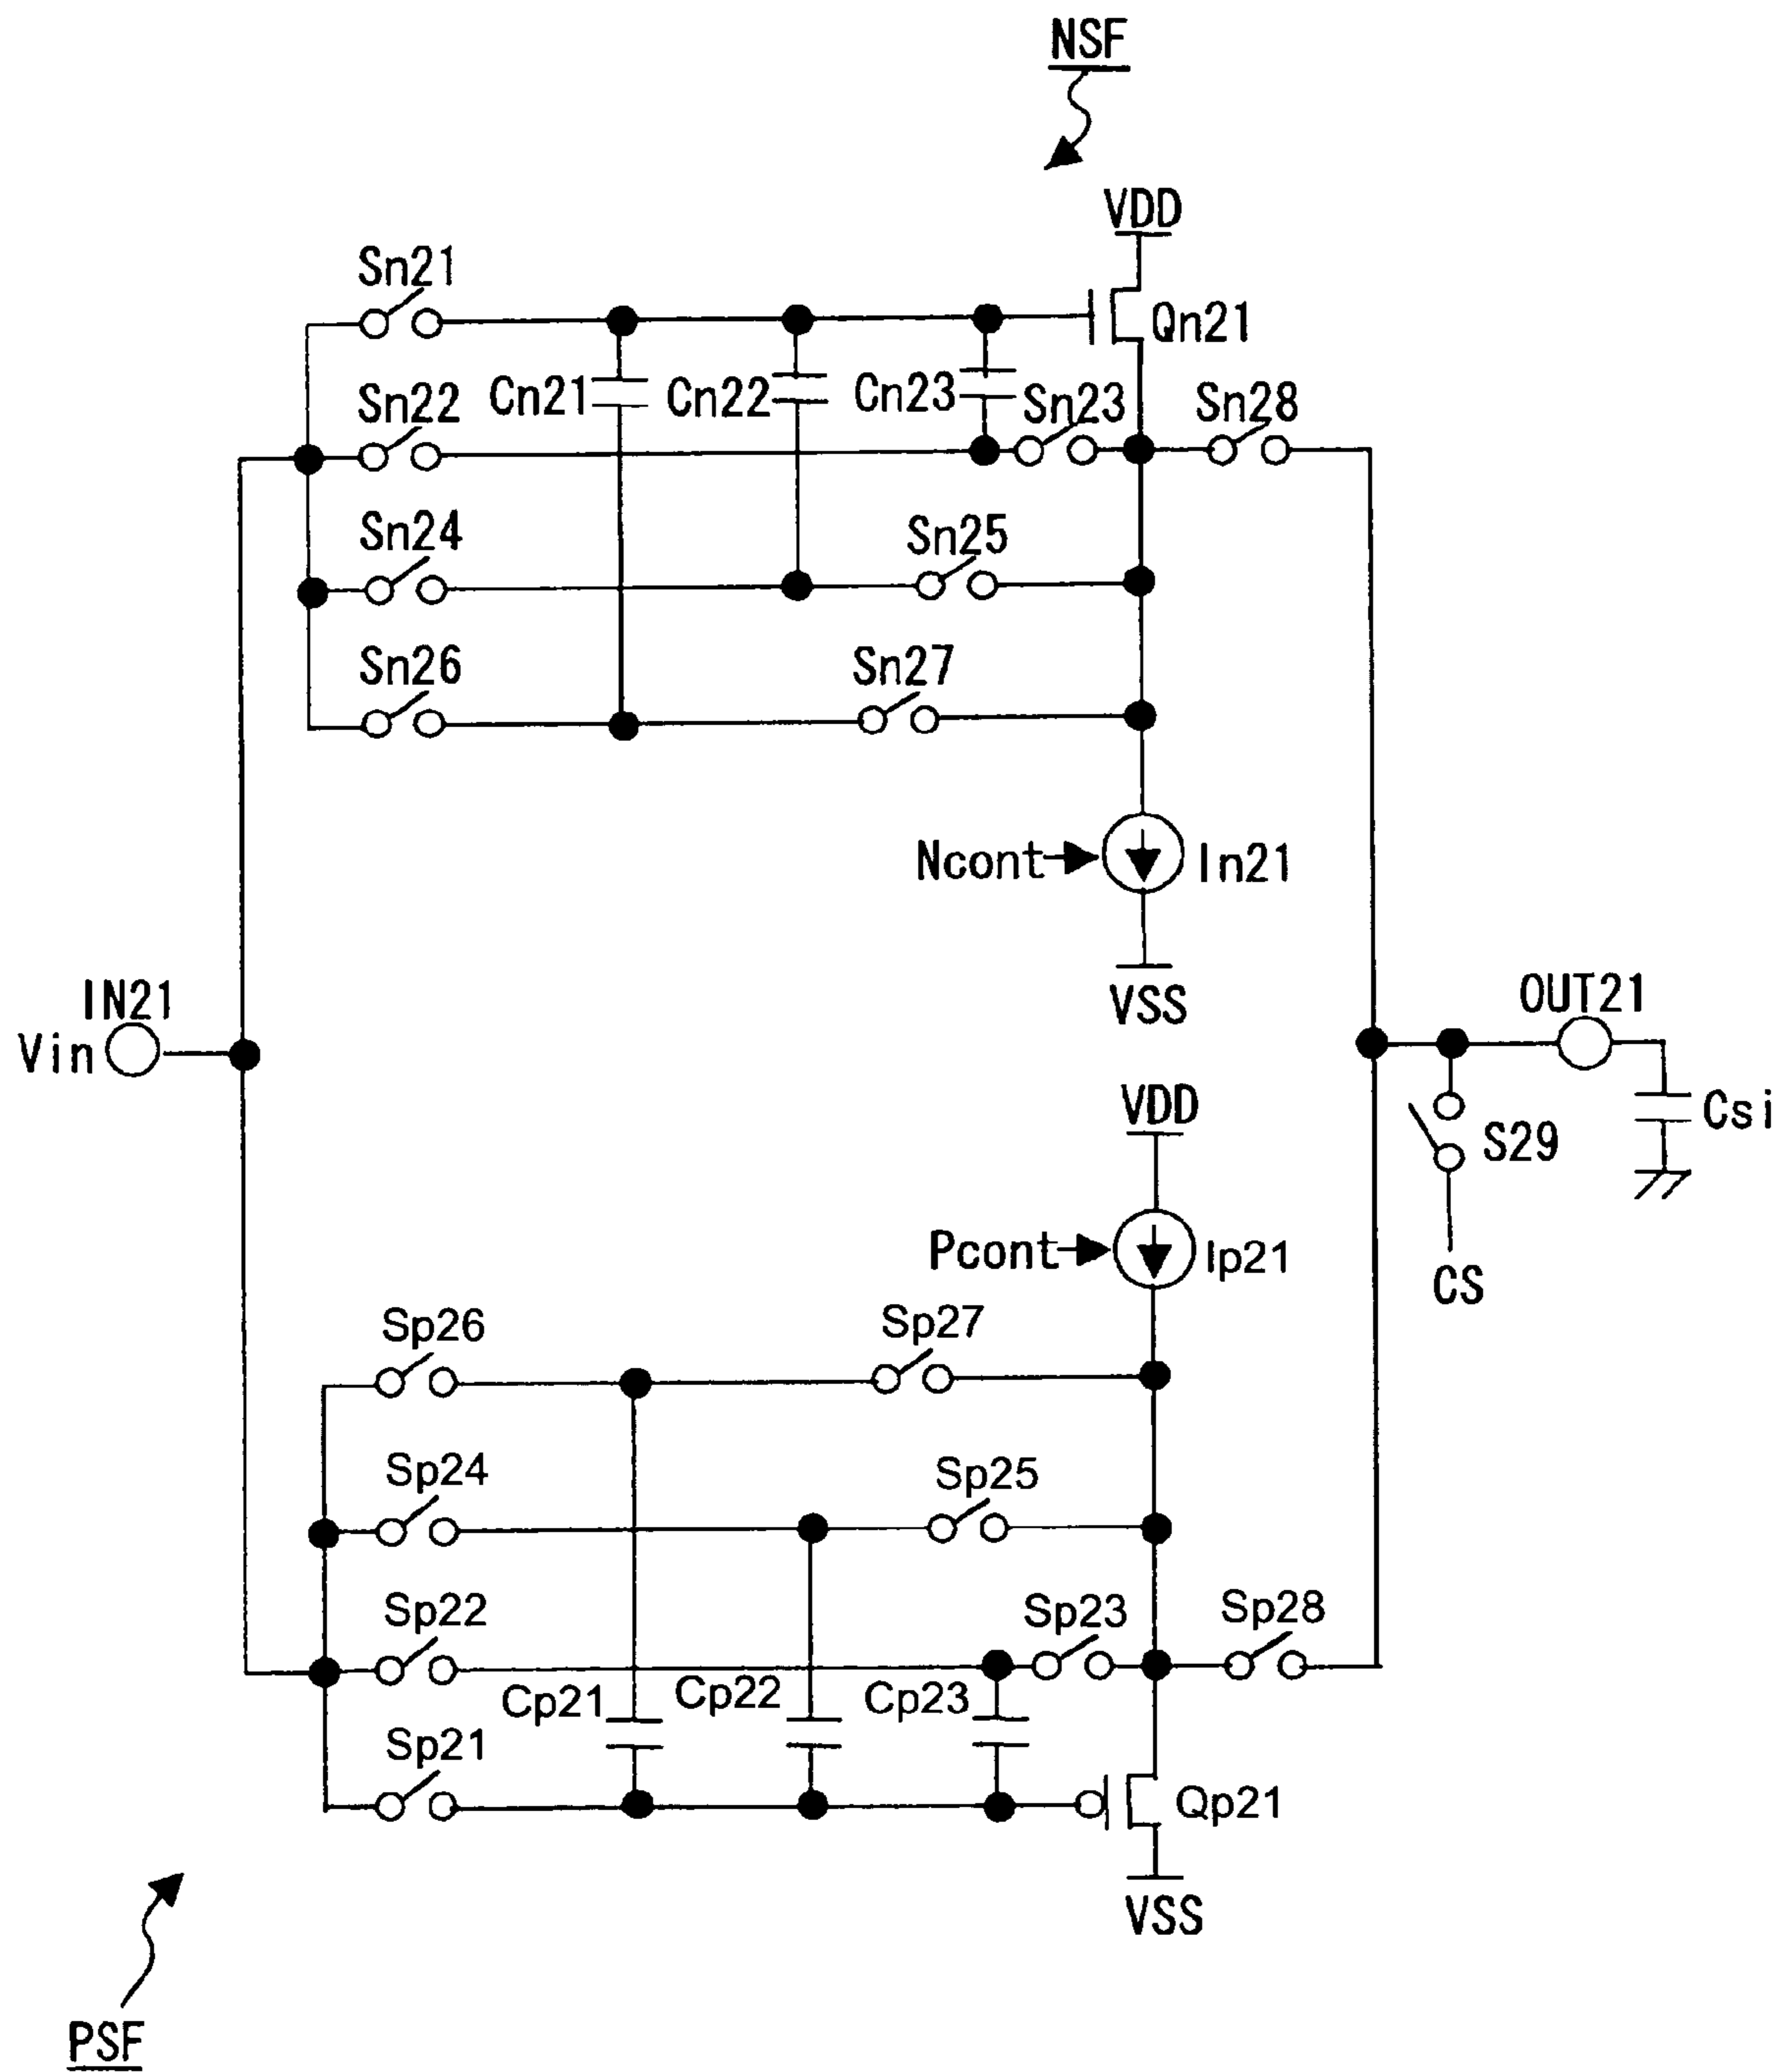 NSF
VDD
Sn21
Qn21
Sn22
Cn21
Cn22
Cn23
Sn23
Sn28
Sn24
Sn25
Sn26
Sn27
Ncont
In21
VSS
IN21
Vin
OUT21
Csi
S29
CS
VDD
Pcont
Ip21
Sp26
Sp27
Sp24
Sp25
Sp22
Sp23
Sp28
Cp21
Cp22
Cp23
Sp21
Qp21
VSS
PSF